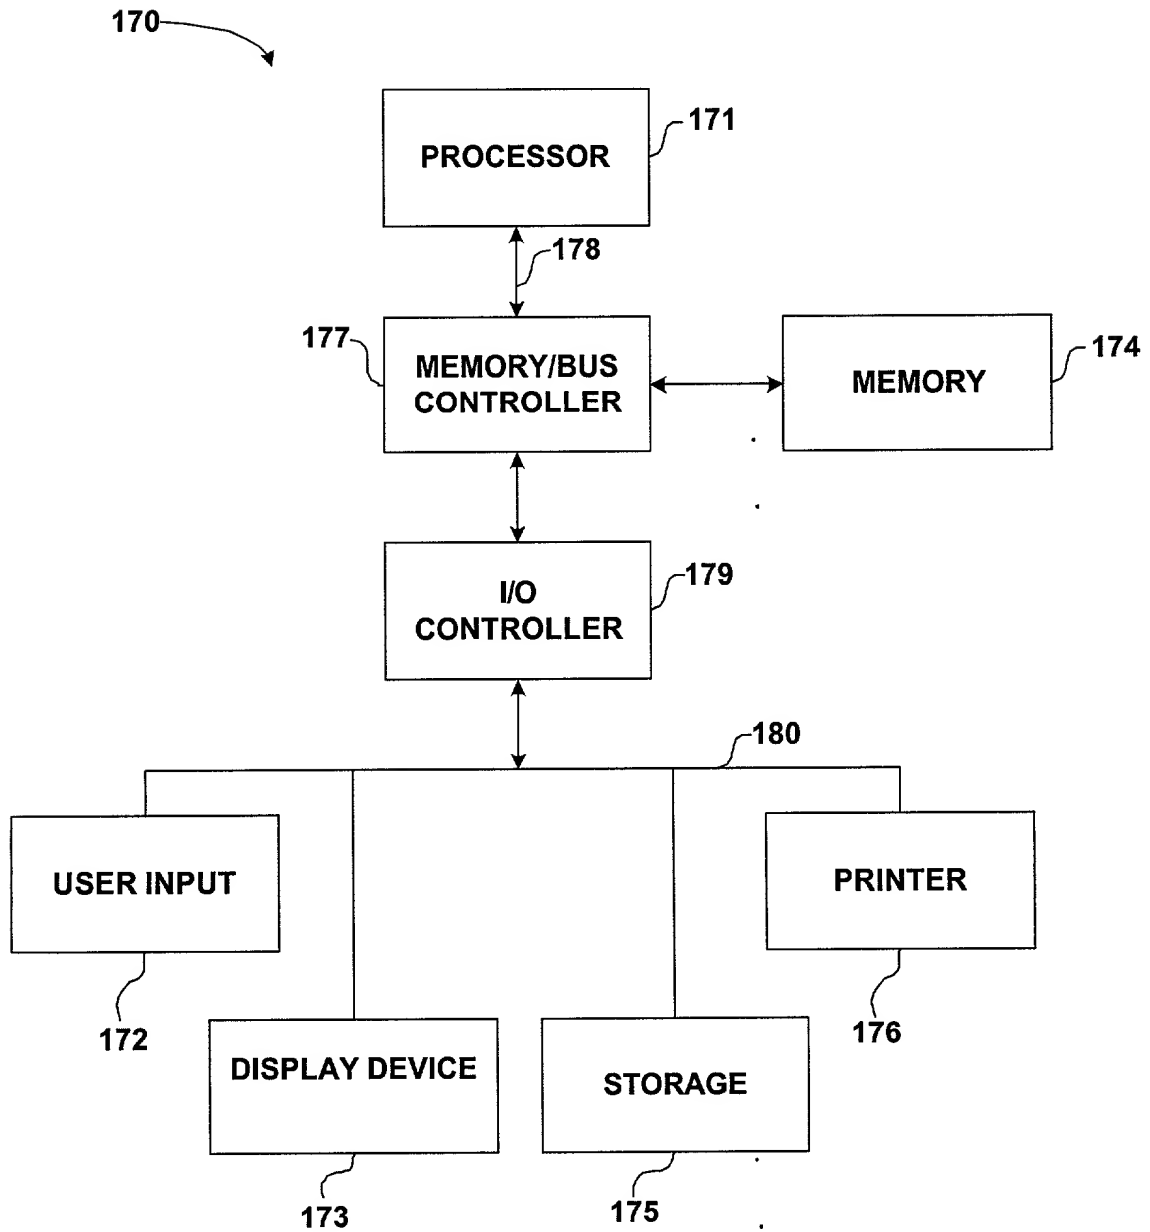 170
PROCESSOR
171
178
177
MEMORY/BUS
CONTROLLER
MEMORY
174
I/O
CONTROLLER
179
180
USER INPUT
PRINTER
172
176
DISPLAY DEVICE
STORAGE
173
175